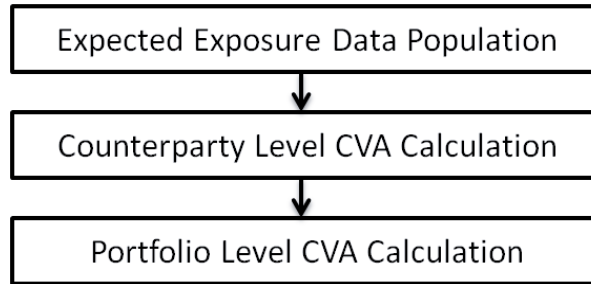 Expected Exposure Data Population
Counterparty Level CVA Calculation
Portfolio Level CVA Calculation